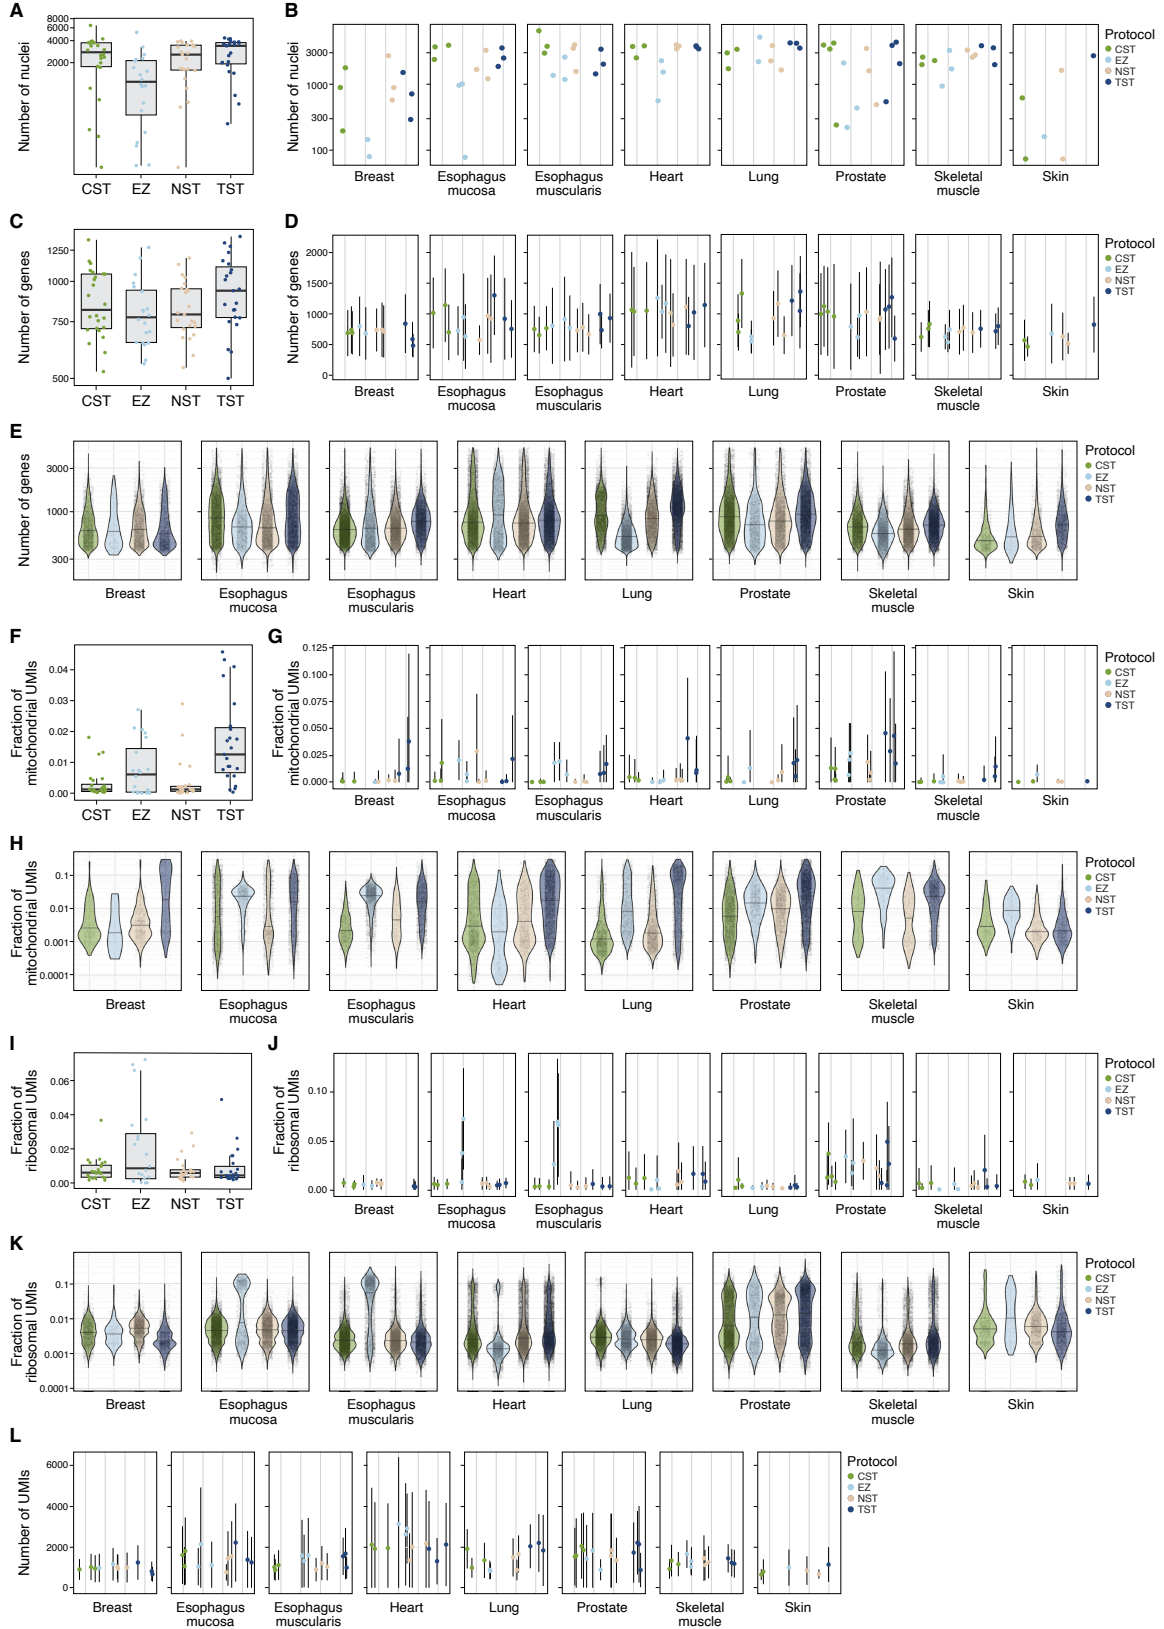 A
Number of nuclei
8000
6000
4000
2000
CST EZ NST TST
B
Number of nuclei
3000
1000
300
100
Breast
Esophagus
mucosa
Esophagus
muscularis
Heart
Lung
Prostate
Skeletal
muscle
Skin
Protocol
CST
EZ
NST
TST
C
Number of genes
1250
1000
750
500
CST EZ NST TST
D
Number of genes
2000
1500
1000
500
0
Breast
Esophagus
mucosa
Esophagus
muscularis
Heart
Lung
Prostate
Skeletal
muscle
Skin
Protocol
CST
EZ
NST
TST
E
Number of genes
3000
1000
300
Breast
Esophagus
mucosa
Esophagus
muscularis
Heart
Lung
Prostate
Skeletal
muscle
Skin
Protocol
CST
EZ
NST
TST
F
Fraction of
mitochondrial UMIs
0.04
0.03
0.02
0.01
0.00
CST EZ NST TST
G
Fraction of
mitochondrial UMIs
0.125
0.100
0.075
0.050
0.025
0.000
Breast
Esophagus
mucosa
Esophagus
muscularis
Heart
Lung
Prostate
Skeletal
muscle
Skin
Protocol
CST
EZ
NST
TST
H
Fraction of
mitochondrial UMIs
0.1
0.01
0.001
0.0001
Breast
Esophagus
mucosa
Esophagus
muscularis
Heart
Lung
Prostate
Skeletal
muscle
Skin
Protocol
CST
EZ
NST
TST
I
Fraction of
ribosomal UMIs
0.06
0.04
0.02
0.00
CST EZ NST TST
J
Fraction of
ribosomal UMIs
0.10
0.05
0.00
Breast
Esophagus
mucosa
Esophagus
muscularis
Heart
Lung
Prostate
Skeletal
muscle
Skin
Protocol
CST
EZ
NST
TST
K
Fraction of
ribosomal UMIs
0.1
0.01
0.001
0.0001
Breast
Esophagus
mucosa
Esophagus
muscularis
Heart
Lung
Prostate
Skeletal
muscle
Skin
Protocol
CST
EZ
NST
TST
L
Number of UMIs
6000
4000
2000
0
Breast
Esophagus
mucosa
Esophagus
muscularis
Heart
Lung
Prostate
Skeletal
muscle
Skin
Protocol
CST
EZ
NST
TST